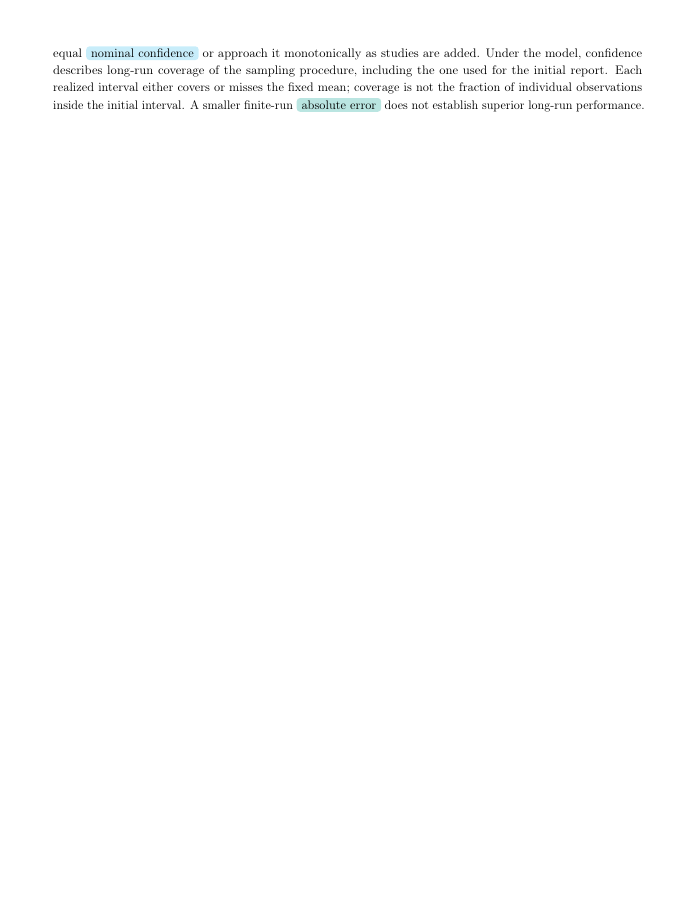 equal nominal confidence or approach it monotonically as studies are added. Under the model, confidence
describes long-run coverage of the sampling procedure, including the one used for the initial report. Each
realized interval either covers or misses the fixed mean; coverage is not the fraction of individual observations
inside the initial interval. A smaller finite-run absolute error does not establish superior long-run performance.